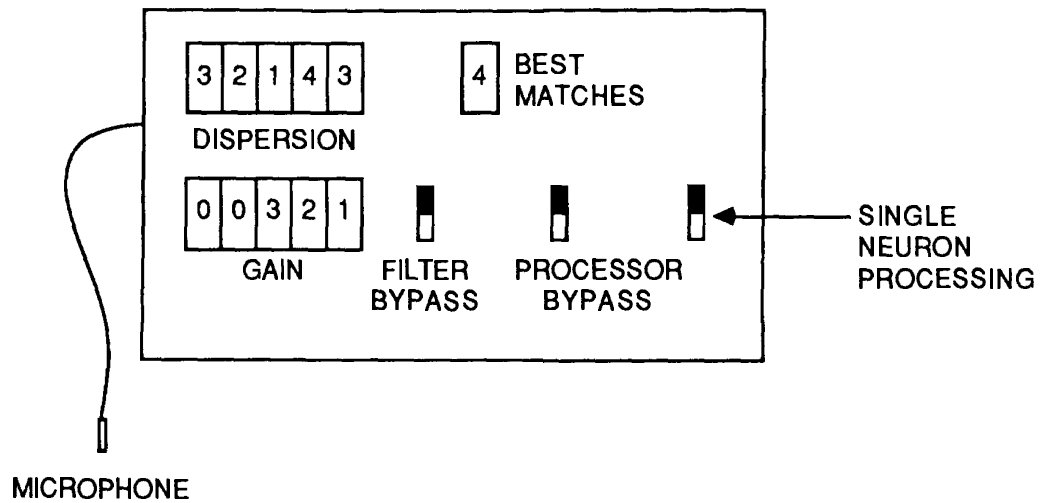 3 2 1 4 3
4
BEST
MATCHES
DISPERSION
0 0 3 2 1
GAIN
FILTER
BYPASS
PROCESSOR
BYPASS
SINGLE
NEURON
PROCESSING
MICROPHONE